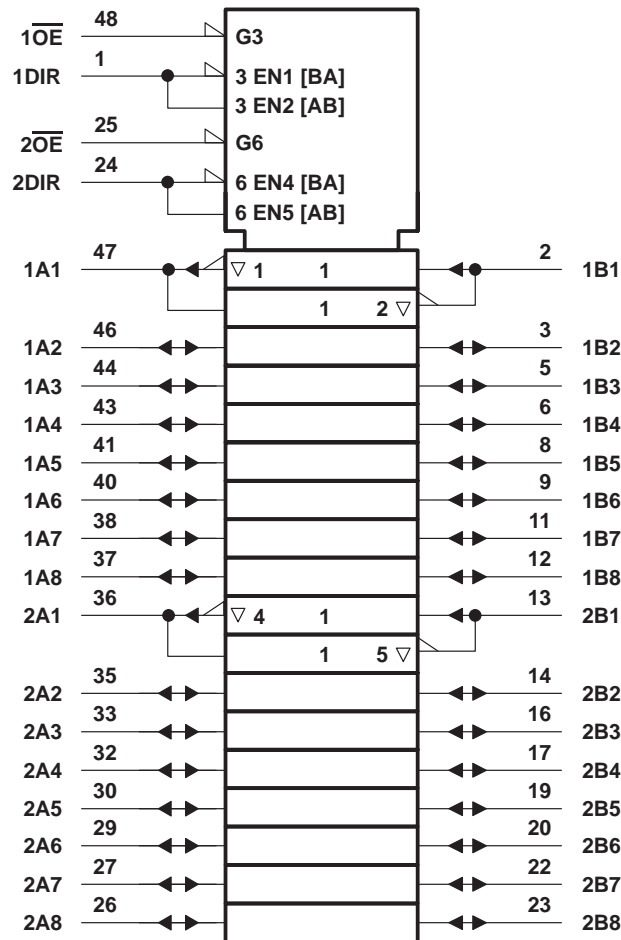 1O̅E̅ 48 G3
1DIR 1 3 EN1 [BA]
3 EN2 [AB]
2O̅E̅ 25 G6
2DIR 24 6 EN4 [BA]
6 EN5 [AB]
1A1 47 ▽ 1 1 2 1B1
1 2 ▽
1A2 46 3 1B2
1A3 44 5 1B3
1A4 43 6 1B4
1A5 41 8 1B5
1A6 40 9 1B6
1A7 38 11 1B7
1A8 37 12 1B8
2A1 36 ▽ 4 1 13 2B1
1 5 ▽
2A2 35 14 2B2
2A3 33 16 2B3
2A4 32 17 2B4
2A5 30 19 2B5
2A6 29 20 2B6
2A7 27 22 2B7
2A8 26 23 2B8